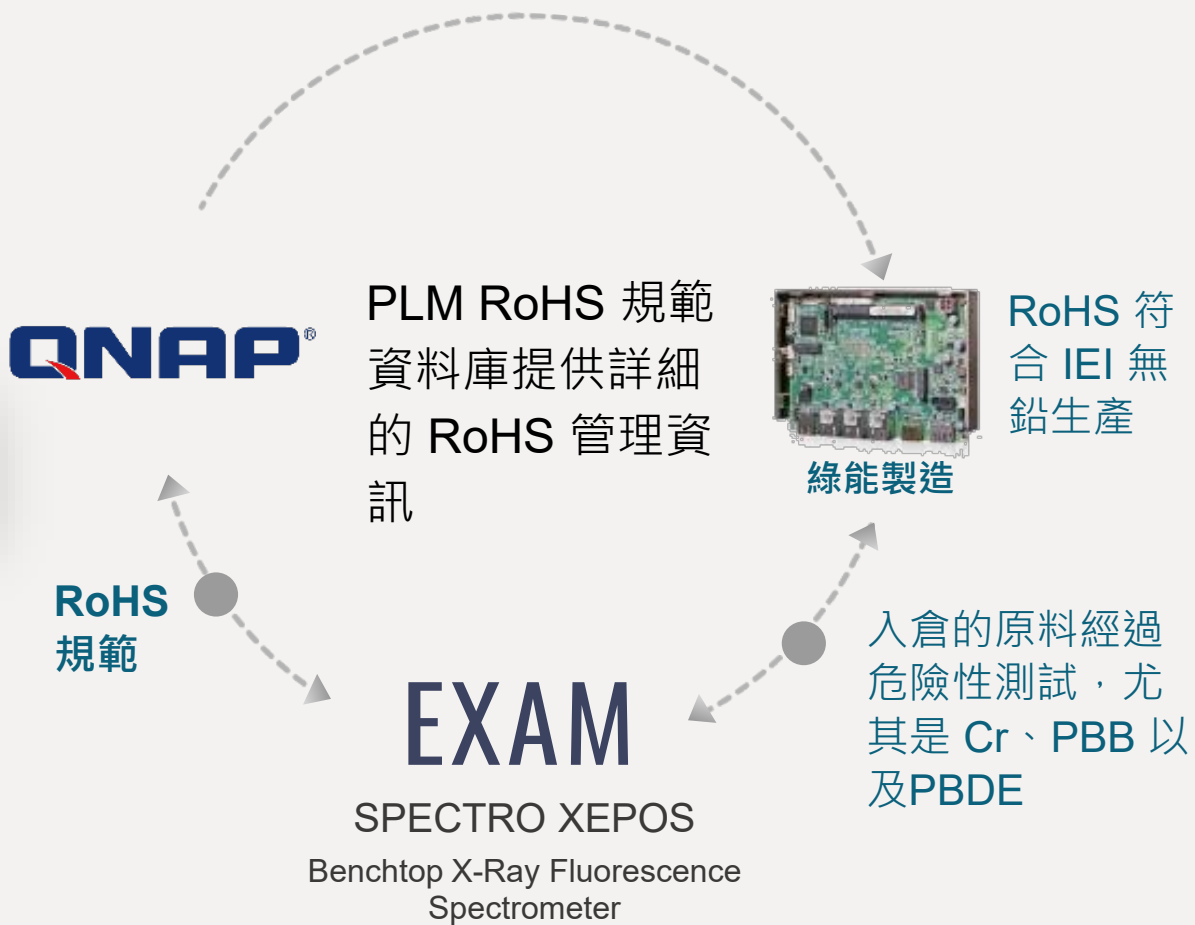 QNAP®
PLM RoHS 規範
資料庫提供詳細
的 RoHS 管理資
訊
RoHS 符
合 IEI 無
鉛生產
綠能製造
RoHS
規範
入倉的原料經過
危險性測試，尤
其是 Cr、PBB 以
及PBDE
EXAM
SPECTRO XEPOS
Benchtop X-Ray Fluorescence
Spectrometer